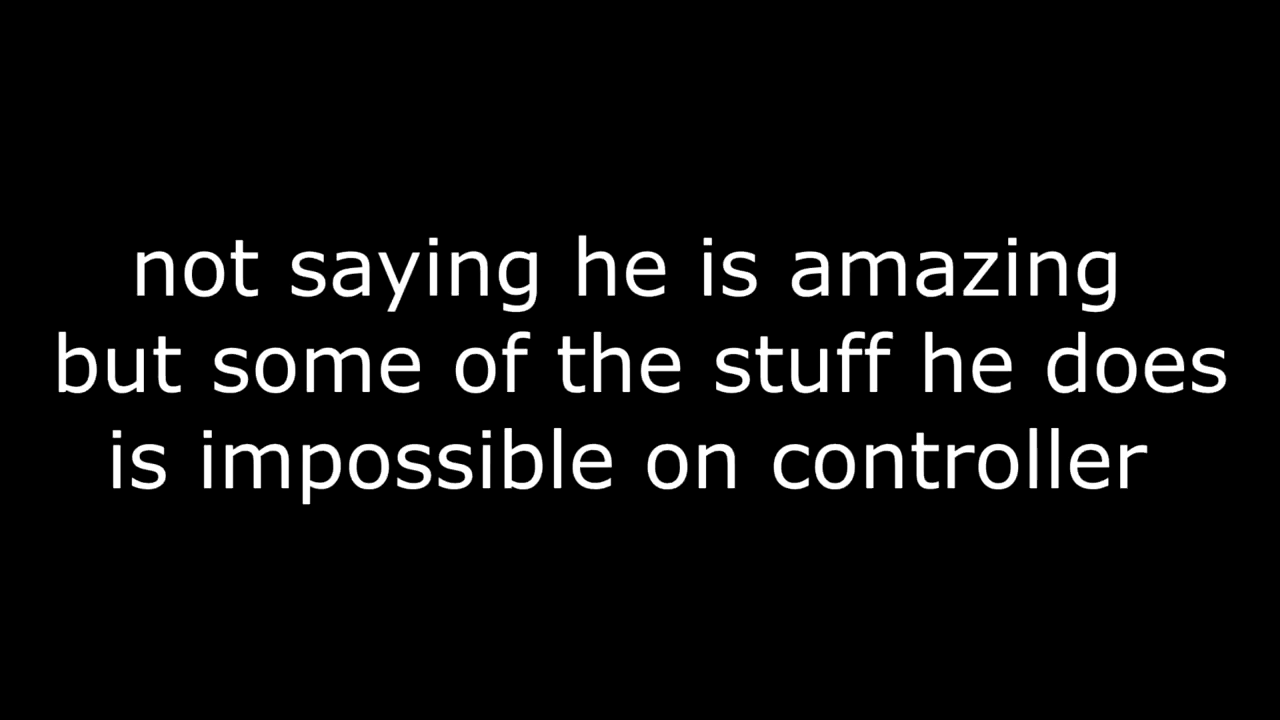 not saying he is amazing
but some of the stuff he does
is impossible on controller